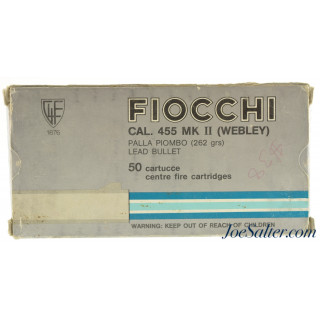 FIOCCHI
1876
CAL. 455 MK II (WEBLEY)
PALLA PIOMBO (262 grs)
LEAD BULLET
50 cartucce
centre fire cartridges
WARNING: KEEP OUT OF REACH OF CHILDREN
JoeSalter.com